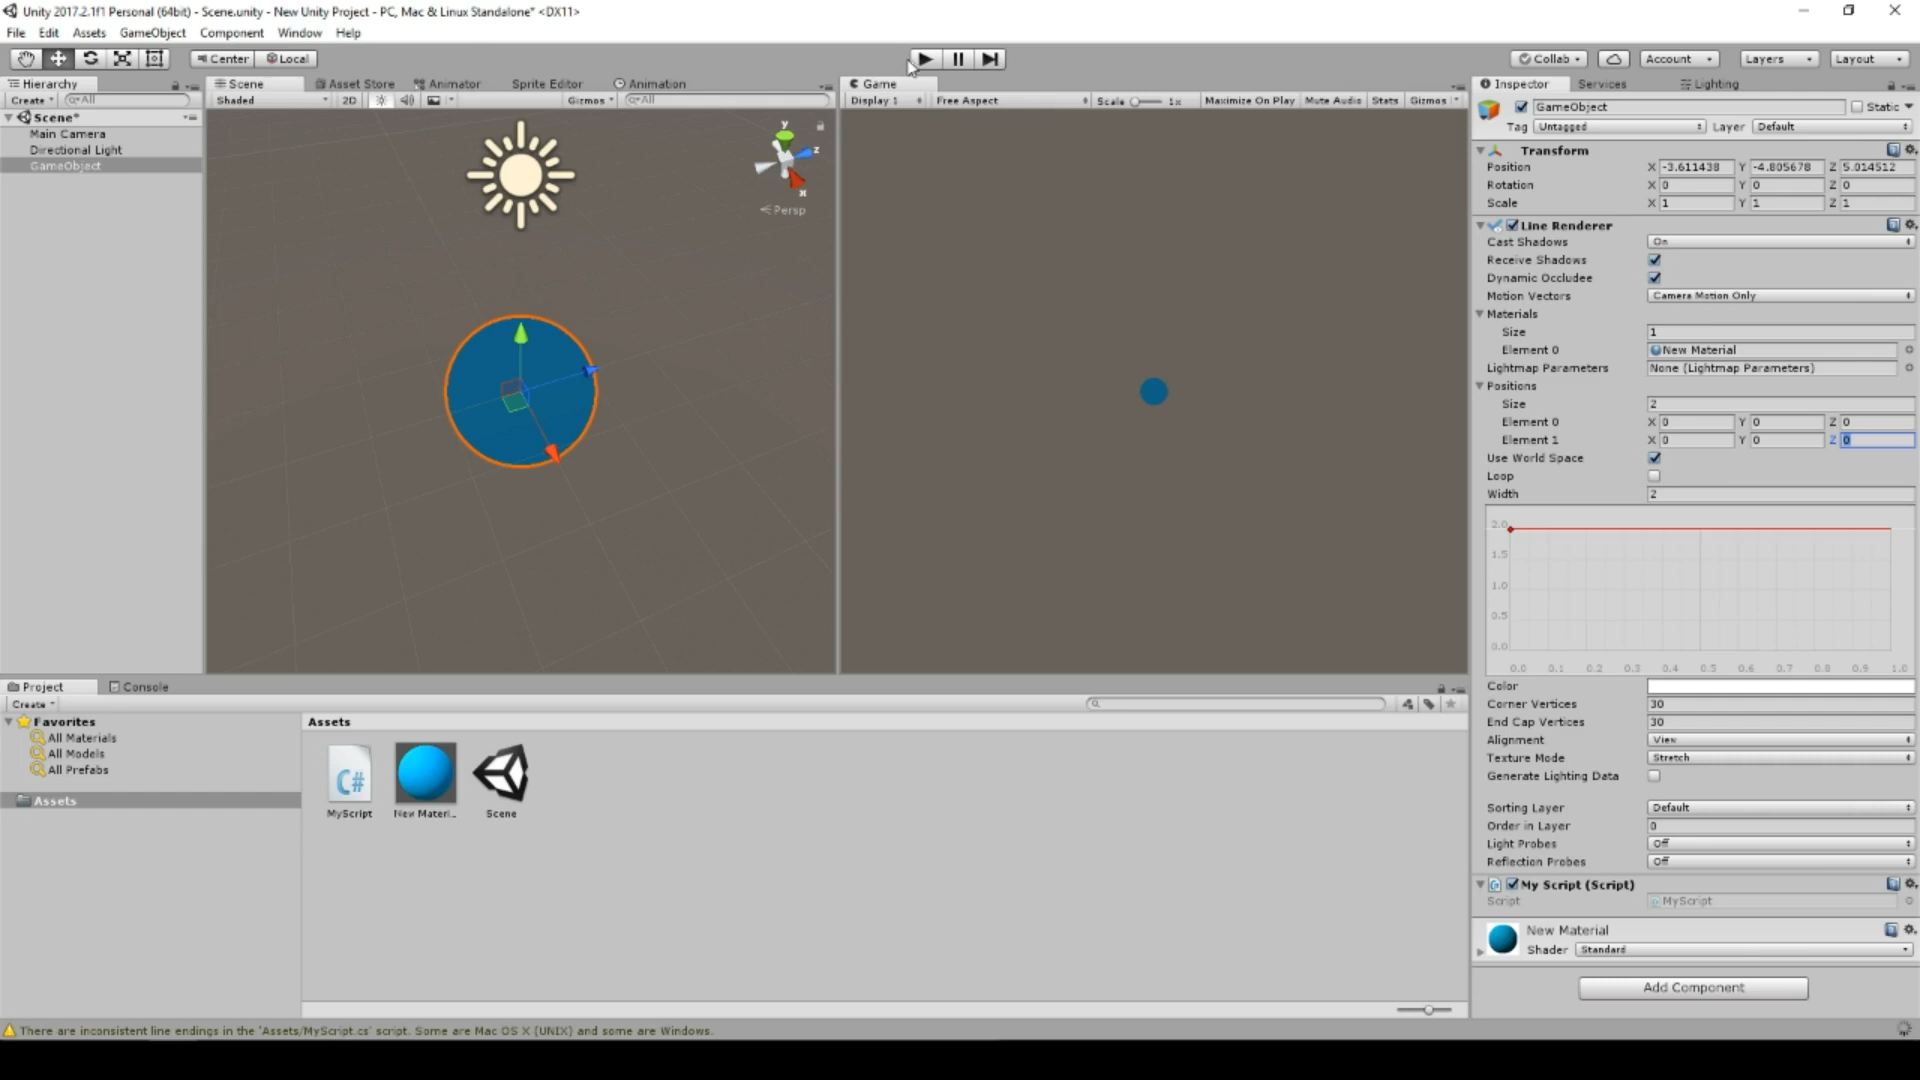 Unity 2017.2.1f1 Personal (64bit) - Scene.unity - New Unity Project - PC, Mac & Linux Standalone* <DX11>
File Edit Assets GameObject Component Window Help
Center Local
Collab Account Layers Layout
Hierarchy
Create All
Scene*
Main Camera
Directional Light
GameObject
Scene Asset Store Animator Sprite Editor Animation
Shaded 2D Gizmos All
y
z
x
Persp
Game
Display 1 Free Aspect Scale 1x Maximize On Play Mute Audio Stats Gizmos
Inspector Services Lighting
GameObject Static
Tag Untagged Layer Default
Transform
Position X -3.611438 Y -4.805678 Z 5.014512
Rotation X 0 Y 0 Z 0
Scale X 1 Y 1 Z 1
Line Renderer
Cast Shadows On
Receive Shadows
Dynamic Occludee
Motion Vectors Camera Motion Only
Materials
Size 1
Element 0 New Material
Lightmap Parameters None (Lightmap Parameters)
Positions
Size 2
Element 0 X 0 Y 0 Z 0
Element 1 X 0 Y 0 Z 0
Use World Space
Loop
Width 2
2.0
1.5
1.0
0.5
0.0
0.0 0.1 0.2 0.3 0.4 0.5 0.6 0.7 0.8 0.9 1.0
Color
Corner Vertices 30
End Cap Vertices 30
Alignment View
Texture Mode Stretch
Generate Lighting Data
Sorting Layer Default
Order in Layer 0
Light Probes Off
Reflection Probes Off
My Script (Script)
Script MyScript
New Material
Shader Standard
Add Component
Project Console
Create
Favorites
All Materials
All Models
All Prefabs
Assets
Assets
C#
MyScript New Materi... Scene
There are inconsistent line endings in the 'Assets/MyScript.cs' script. Some are Mac OS X (UNIX) and some are Windows.